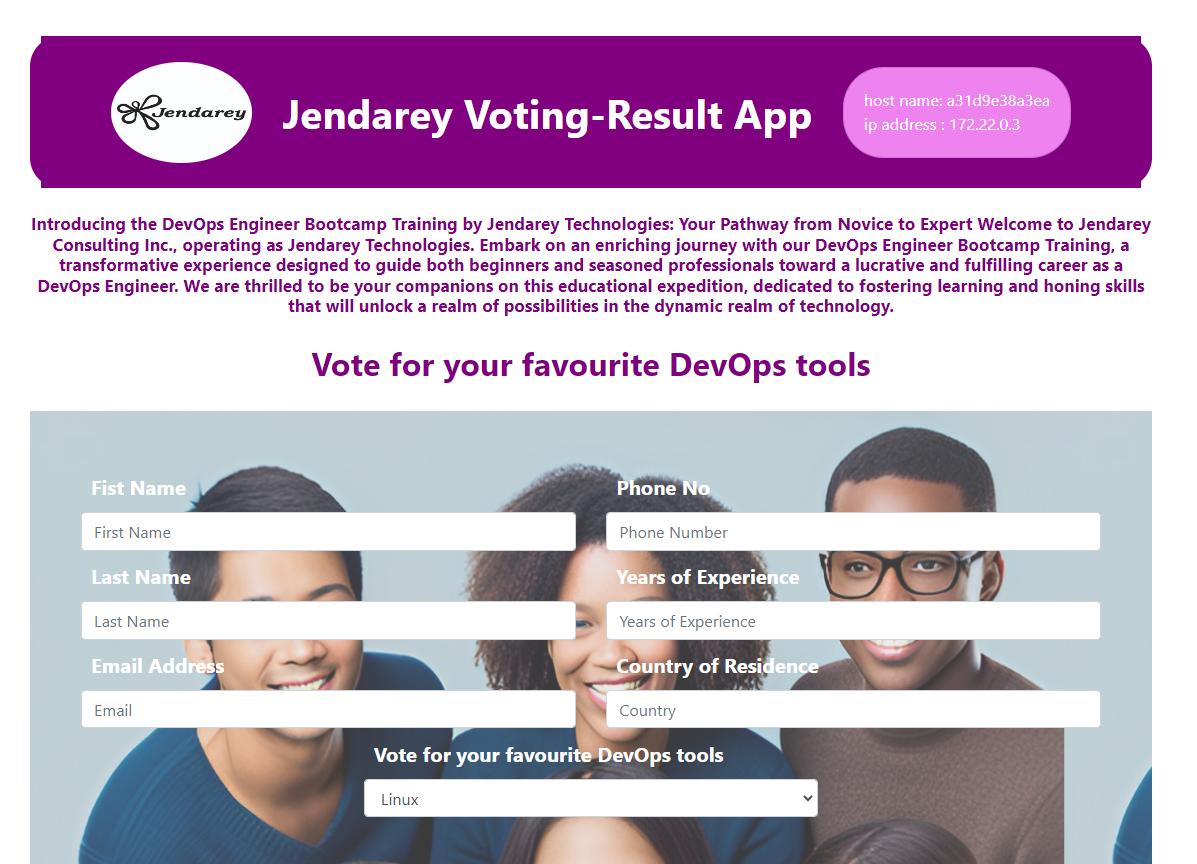 Jendarey
Jendarey Voting-Result App
host name: a31d9e38a3ea
ip address : 172.22.0.3
Introducing the DevOps Engineer Bootcamp Training by Jendarey Technologies: Your Pathway from Novice to Expert Welcome to Jendarey
Consulting Inc., operating as Jendarey Technologies. Embark on an enriching journey with our DevOps Engineer Bootcamp Training, a
transformative experience designed to guide both beginners and seasoned professionals toward a lucrative and fulfilling career as a
DevOps Engineer. We are thrilled to be your companions on this educational expedition, dedicated to fostering learning and honing skills
that will unlock a realm of possibilities in the dynamic realm of technology.
Vote for your favourite DevOps tools
Fist Name
First Name
Last Name
Last Name
Email Address
Email
Phone No
Phone Number
Years of Experience
Years of Experience
Country of Residence
Country
Vote for your favourite DevOps tools
Linux